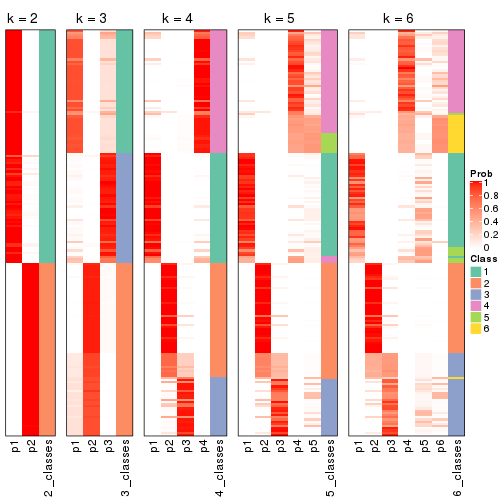 k = 2
k = 3
k = 4
k = 5
k = 6
p1
p2
2_classes
p1
p2
p3
3_classes
p1
p2
p3
p4
4_classes
p1
p2
p3
p4
p5
5_classes
p1
p2
p3
p4
p5
p6
6_classes
Prob
1
0.8
0.6
0.4
0.2
0
Class
1
2
3
4
5
6